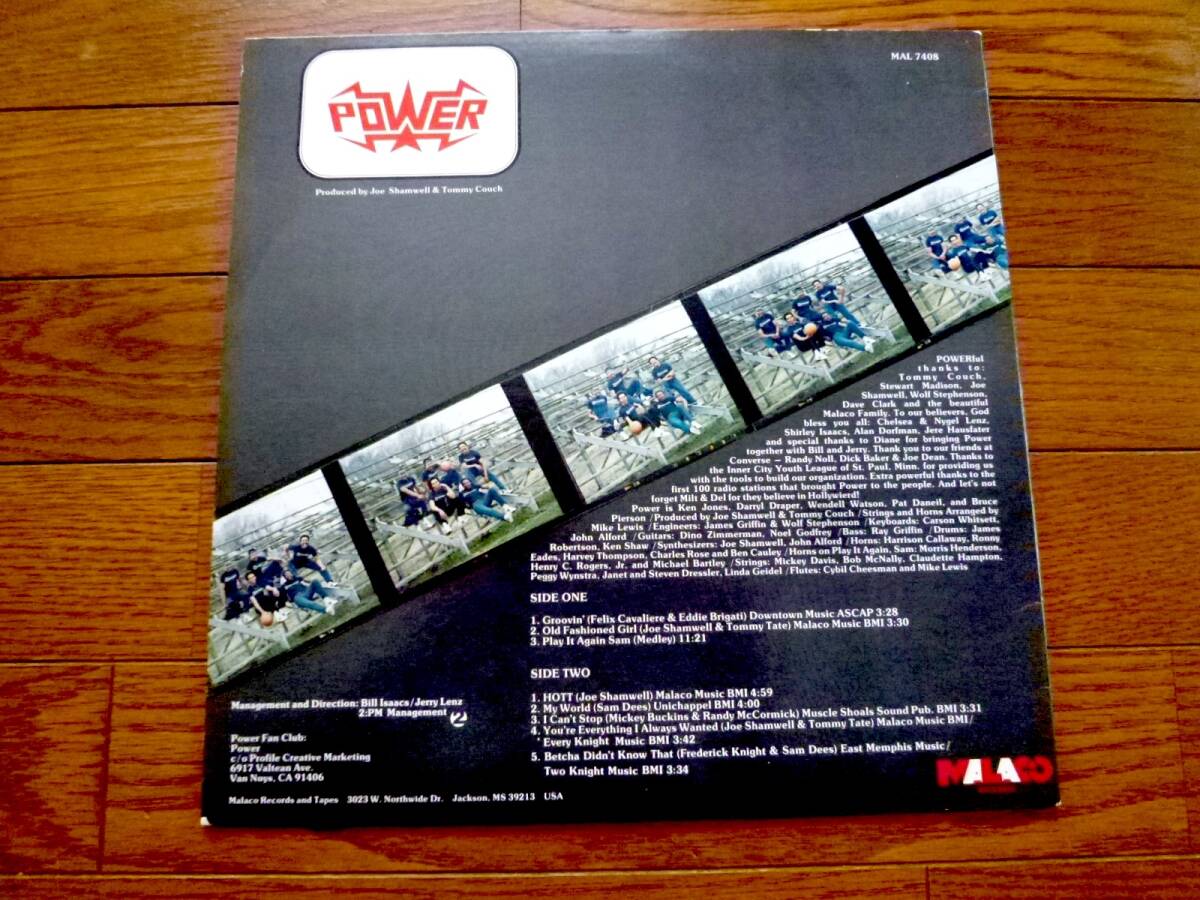 POWER
Produced by Joe Shamwell & Tommy Couch
MAL 7408
POWERful
thanks to:
Tommy Couch,
Stewart Madison, Joe
Shamwell, Wolf Stephenson,
Dave Clark and the beautiful
Malaco Family. To our believers, God
bless you all: Chelsea & Nygel Lenz,
Shirley Isaacs, Alan Dorfman, Jere Hausfater
and special thanks to Diane for bringing Power
together with Bill and Jerry. Thank you to our friends at
Converse — Randy Noll, Dick Baker & Joe Dean. Thanks to
the Inner City Youth League of St. Paul, Minn. for providing us
with the tools to build our organization. Extra powerful thanks to the
first 100 radio stations that brought Power to the people. And let's not
forget Milt & Del for they believe in Hollywierd!
Power is Ken Jones, Darryl Draper, Wendell Watson, Pat Daneil, and Bruce
Pierson /Produced by Joe Shamwell & Tommy Couch /Strings and Horns Arranged by
Mike Lewis /Engineers: James Griffin & Wolf Stephenson /Keyboards: Carson Whitsett,
John Alford /Guitars: Dino Zimmerman, Noel Godfrey /Bass: Ray Griffin /Drums: James
Robertson, Ken Shaw /Synthesizers: Joe Shamwell, John Alford /Horns: Harrison Callaway, Ronny
Eades, Harvey Thompson, Charles Rose and Ben Cauley /Horns on Play It Again, Sam: Morris Henderson,
Henry C. Rogers, Jr. and Michael Bartley /Strings: Mickey Davis, Bob McNally, Claudette Hampton,
Peggy Wynstra, Janet and Steven Dressler, Linda Geidel /Flutes: Cybil Cheesman and Mike Lewis
SIDE ONE
1. Groovin' (Felix Cavaliere & Eddie Brigati) Downtown Music ASCAP 3:28
2. Old Fashioned Girl (Joe Shamwell & Tommy Tate) Malaco Music BMI 3:30
3. Play It Again Sam (Medley) 11:21
SIDE TWO
1. HOTT (Joe Shamwell) Malaco Music BMI 4:59
2. My World (Sam Dees) Unichappel BMI 4:00
3. I Can't Stop (Mickey Buckins & Randy McCormick) Muscle Shoals Sound Pub. BMI 3:31
4. You're Everything I Always Wanted (Joe Shamwell & Tommy Tate) Malaco Music BMI/
Every Knight Music BMI 3:42
5. Betcha Didn't Know That (Frederick Knight & Sam Dees) East Memphis Music/
Two Knight Music BMI 3:34
Management and Direction: Bill Isaacs/Jerry Lenz
2:PM Management 2
Power Fan Club:
Power
c/o Profile Creative Marketing
6917 Valtean Ave.
Van Noys, CA 91406
Malaco Records and Tapes 3023 W. Northwide Dr. Jackson, MS 39213 USA
MALACO